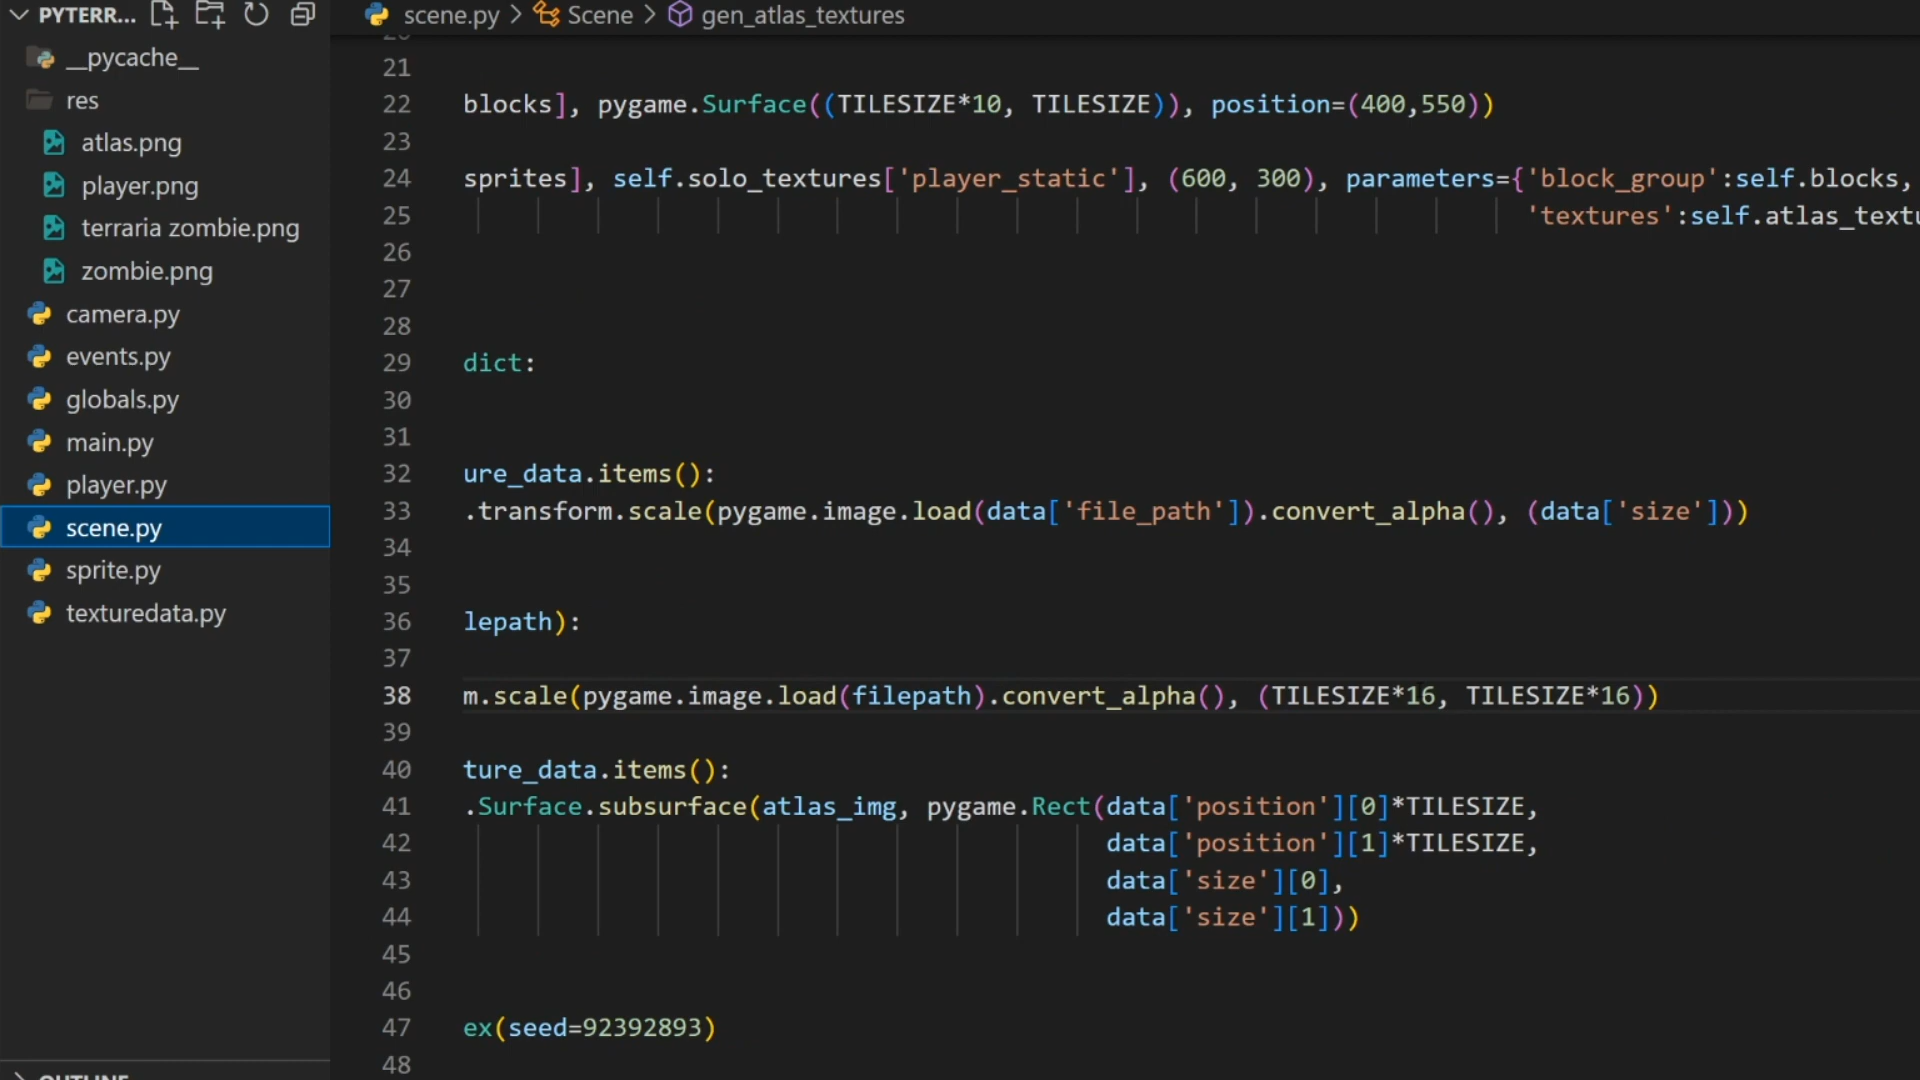 PYTERR...
scene.py > Scene > gen_atlas_textures
__pycache__
res
atlas.png
player.png
terraria zombie.png
zombie.png
camera.py
events.py
globals.py
main.py
player.py
scene.py
sprite.py
texturedata.py
21
22 blocks], pygame.Surface((TILESIZE*10, TILESIZE)), position=(400,550))
23
24 sprites], self.solo_textures['player_static'], (600, 300), parameters={'block_group':self.blocks,
25 'textures':self.atlas_textu
26
27
28
29 dict:
30
31
32 ure_data.items():
33 .transform.scale(pygame.image.load(data['file_path']).convert_alpha(), (data['size']))
34
35
36 lepath):
37
38 m.scale(pygame.image.load(filepath).convert_alpha(), (TILESIZE*16, TILESIZE*16))
39
40 ture_data.items():
41 .Surface.subsurface(atlas_img, pygame.Rect(data['position'][0]*TILESIZE,
42 data['position'][1]*TILESIZE,
43 data['size'][0],
44 data['size'][1]))
45
46
47 ex(seed=92392893)
48
OUTLINE